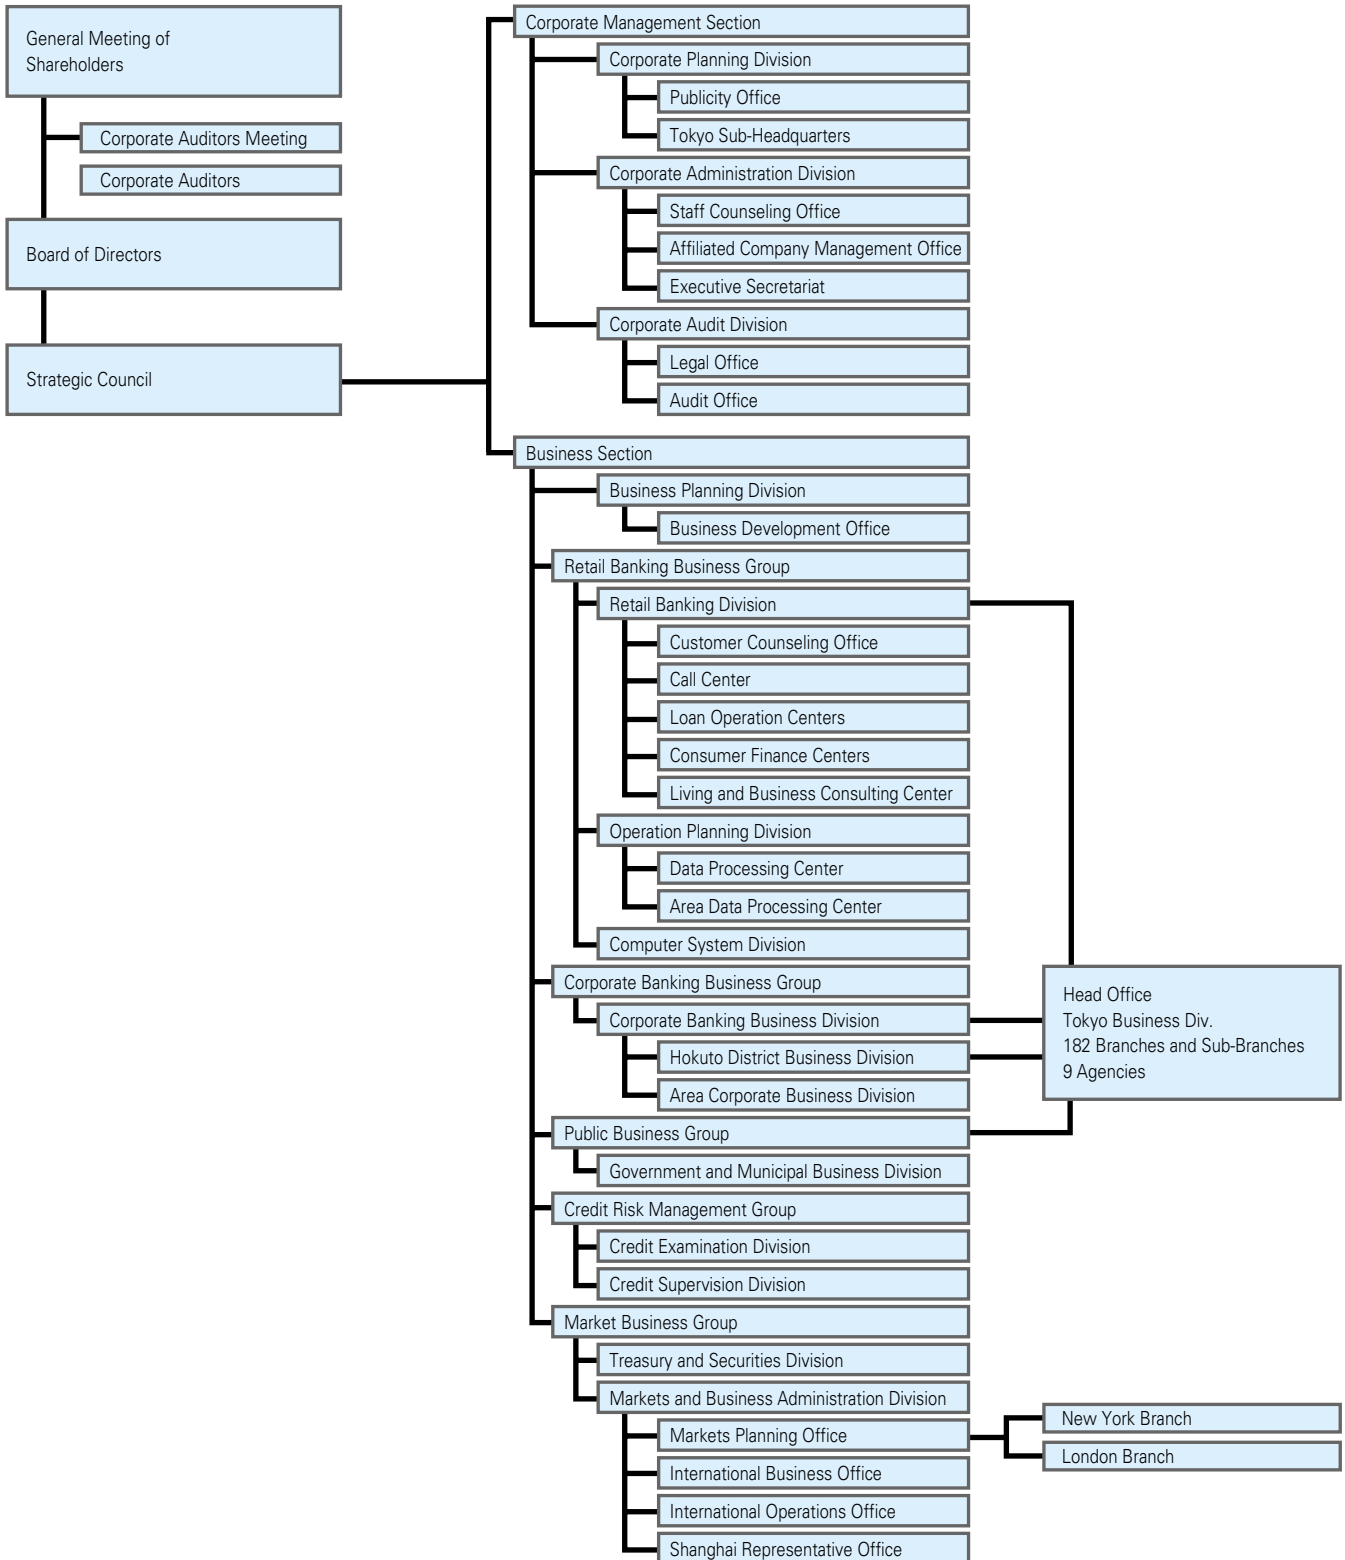 General Meeting of
Shareholders
Corporate Auditors Meeting
Corporate Auditors
Board of Directors
Strategic Council
Corporate Management Section
Corporate Planning Division
Publicity Office
Tokyo Sub-Headquarters
Corporate Administration Division
Staff Counseling Office
Affiliated Company Management Office
Executive Secretariat
Corporate Audit Division
Legal Office
Audit Office
Business Section
Business Planning Division
Business Development Office
Retail Banking Business Group
Retail Banking Division
Customer Counseling Office
Call Center
Loan Operation Centers
Consumer Finance Centers
Living and Business Consulting Center
Operation Planning Division
Data Processing Center
Area Data Processing Center
Computer System Division
Corporate Banking Business Group
Corporate Banking Business Division
Hokuto District Business Division
Area Corporate Business Division
Public Business Group
Government and Municipal Business Division
Credit Risk Management Group
Credit Examination Division
Credit Supervision Division
Market Business Group
Treasury and Securities Division
Markets and Business Administration Division
Markets Planning Office
International Business Office
International Operations Office
Shanghai Representative Office
Head Office
Tokyo Business Div.
182 Branches and Sub-Branches
9 Agencies
New York Branch
London Branch